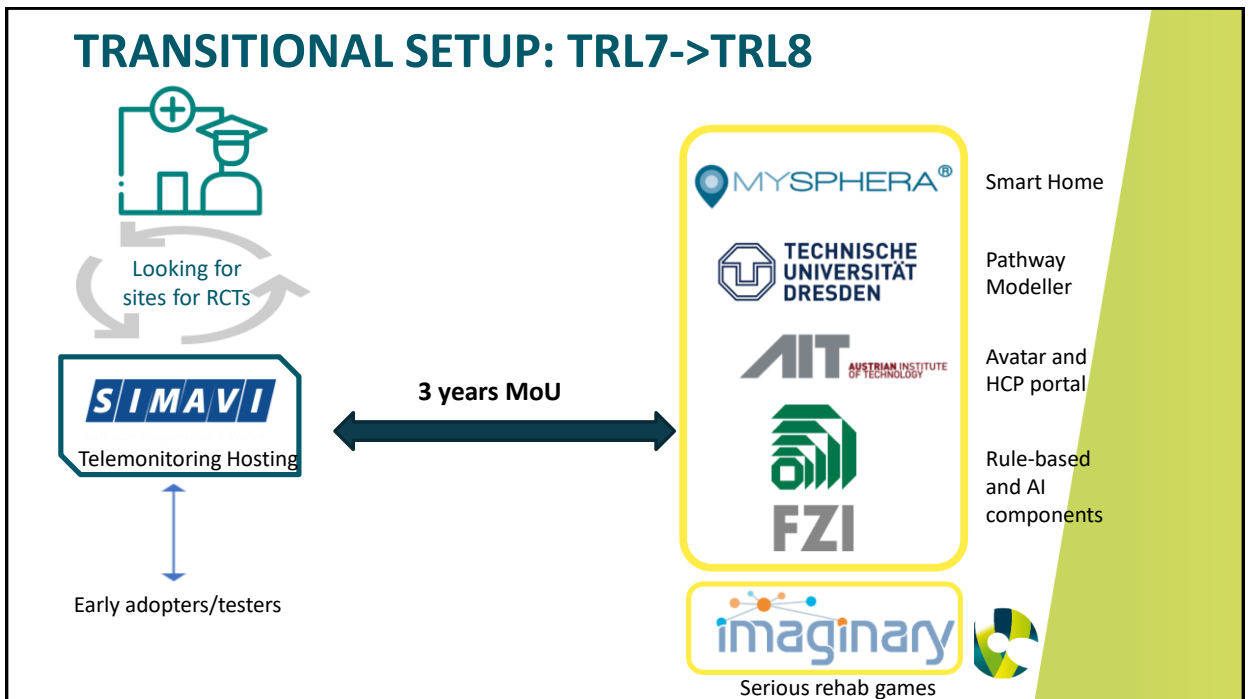 TRANSITIONAL SETUP: TRL7->TRL8
Looking for
sites for RCTs
SIMAVI
Telemonitoring Hosting
Early adopters/testers
3 years MoU
MYSPHERA®
Smart Home
TECHNISCHE
UNIVERSITÄT
DRESDEN
Pathway
Modeller
AIT AUSTRIAN INSTITUTE
OF TECHNOLOGY
Avatar and
HCP portal
FZI
Rule-based
and AI
components
imaginary
Serious rehab games